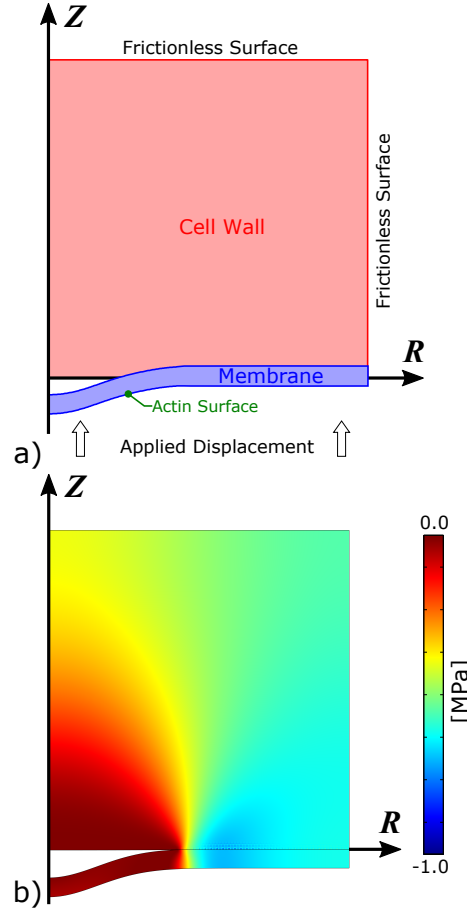 Z
Frictionless Surface
Cell Wall
Frictionless Surface
R
Membrane
Actin Surface
a)
Applied Displacement
Z
0.0
[MPa]
R
-1.0
b)